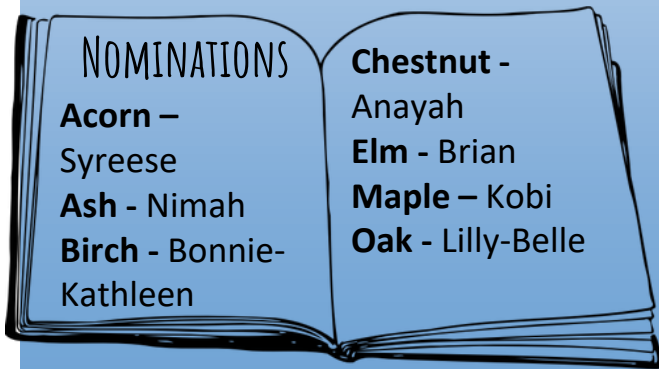 NOMINATIONS
Acorn –
Syreese
Ash - Nimah
Birch - Bonnie-
Kathleen
Chestnut -
Anayah
Elm - Brian
Maple – Kobi
Oak - Lilly-Belle